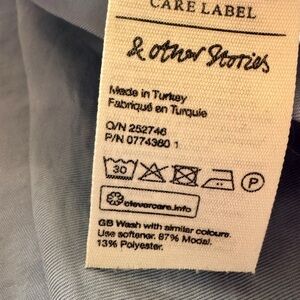 CARE LABEL
& Other Stories
Made in Turkey
Fabriqué en Turquie
O/N 252746
P/N 0774360 1
30
P
clevercare.info
GB Wash with similar colours.
Use softener. 87% Modal.
13% Polyester.